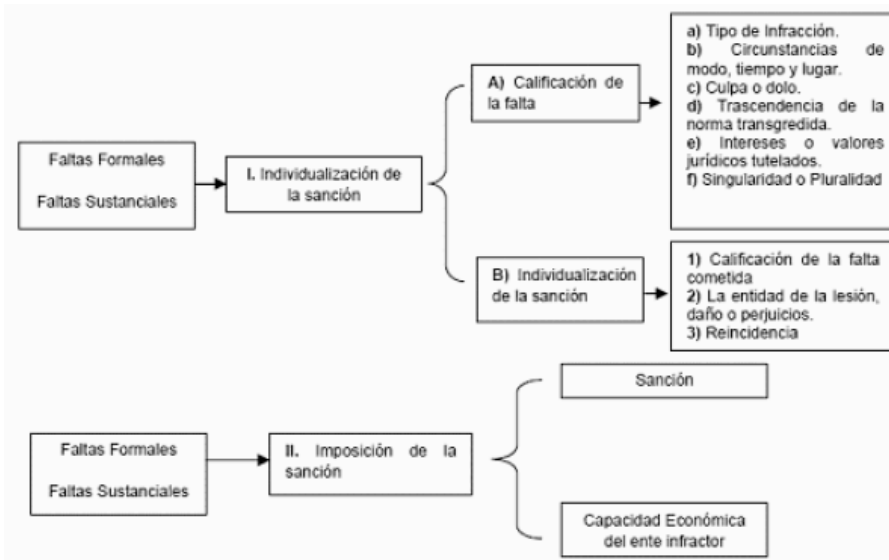 Faltas Formales
Faltas Sustanciales
I. Individualización de
la sanción
A) Calificación de
la falta
a) Tipo de Infracción.
b) Circunstancias de
modo, tiempo y lugar.
c) Culpa o dolo.
d) Trascendencia de la
norma transgredida.
e) Intereses o valores
jurídicos tutelados.
f) Singularidad o Pluralidad
B) Individualización
de la sanción
1) Calificación de la falta
cometida
2) La entidad de la lesión,
daño o perjuicios.
3) Reincidencia
Faltas Formales
Faltas Sustanciales
II. Imposición de la
sanción
Sanción
Capacidad Económica
del ente infractor